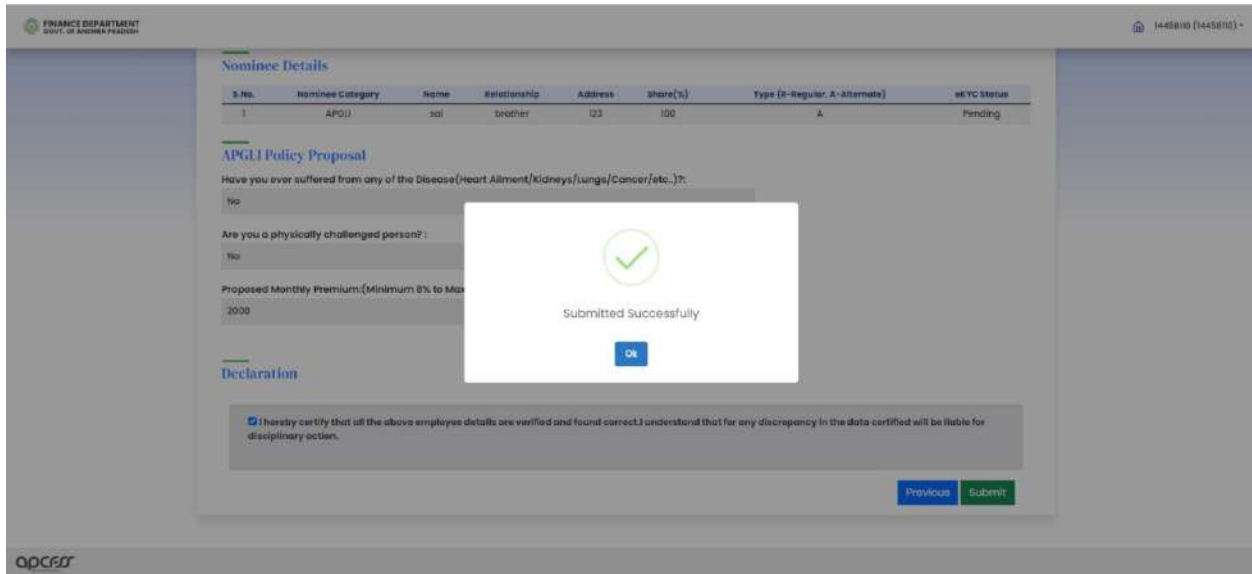 FINANCE DEPARTMENT
GOVT. OF ANDHRA PRADESH
14458110 (14458110)
Nominee Details
S.No. Nominee Category Name Relationship Address Share(%) Type (R-Regular, A-Alternate) eKYC Status
1 APGLI sai brother 123 100 A Pending
APGLI Policy Proposal
Have you ever suffered from any of the Disease(Heart Ailment/Kidneys/Lungs/Cancer/etc..)?:
No
Are you a physically challenged person? :
No
Proposed Monthly Premium:(Minimum 8% to Max
2000
Submitted Successfully
Ok
Declaration
I hereby certify that all the above employee details are verified and found correct.I understand that for any discrepancy in the data certified will be liable for
disciplinary action.
Previous Submit
apcfss